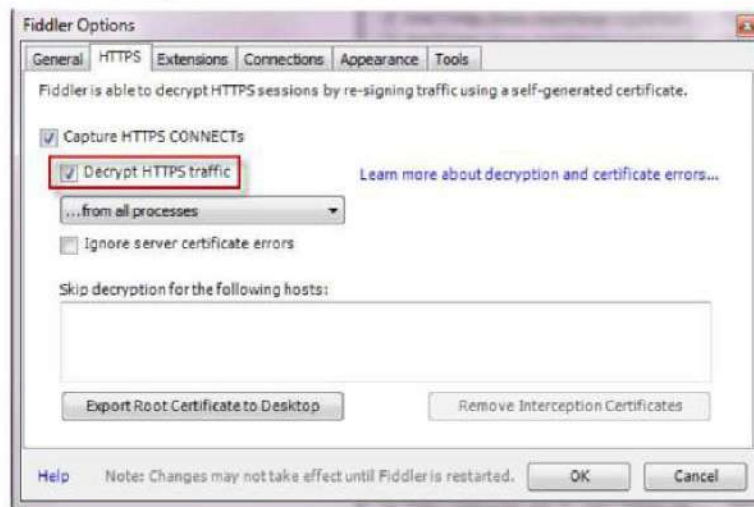 Fiddler Options
General HTTPS Extensions Connections Appearance Tools
Fiddler is able to decrypt HTTPS sessions by re-signing traffic using a self-generated certificate.
Capture HTTPS CONNECTs
Decrypt HTTPS traffic Learn more about decryption and certificate errors...
...from all processes
Ignore server certificate errors
Skip decryption for the following hosts:
Export Root Certificate to Desktop Remove Interception Certificates
Help Note: Changes may not take effect until Fiddler is restarted. OK Cancel